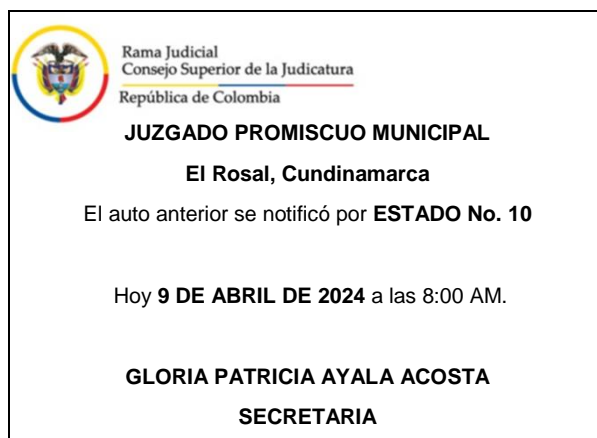 Rama Judicial
Consejo Superior de la Judicatura
República de Colombia
JUZGADO PROMISCUO MUNICIPAL
El Rosal, Cundinamarca
El auto anterior se notificó por ESTADO No. 10
Hoy 9 DE ABRIL DE 2024 a las 8:00 AM.
GLORIA PATRICIA AYALA ACOSTA
SECRETARIA